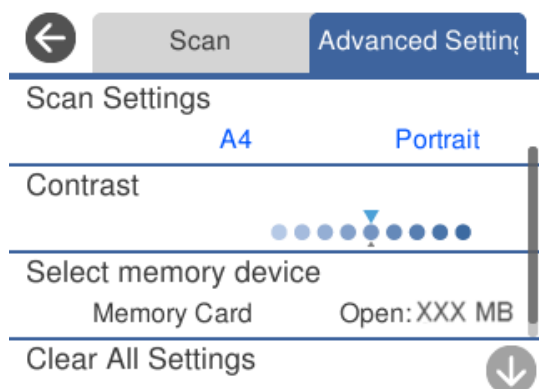 Scan
Advanced Setting
Scan Settings
A4 Portrait
Contrast
Select memory device
Memory Card Open: XXX MB
Clear All Settings